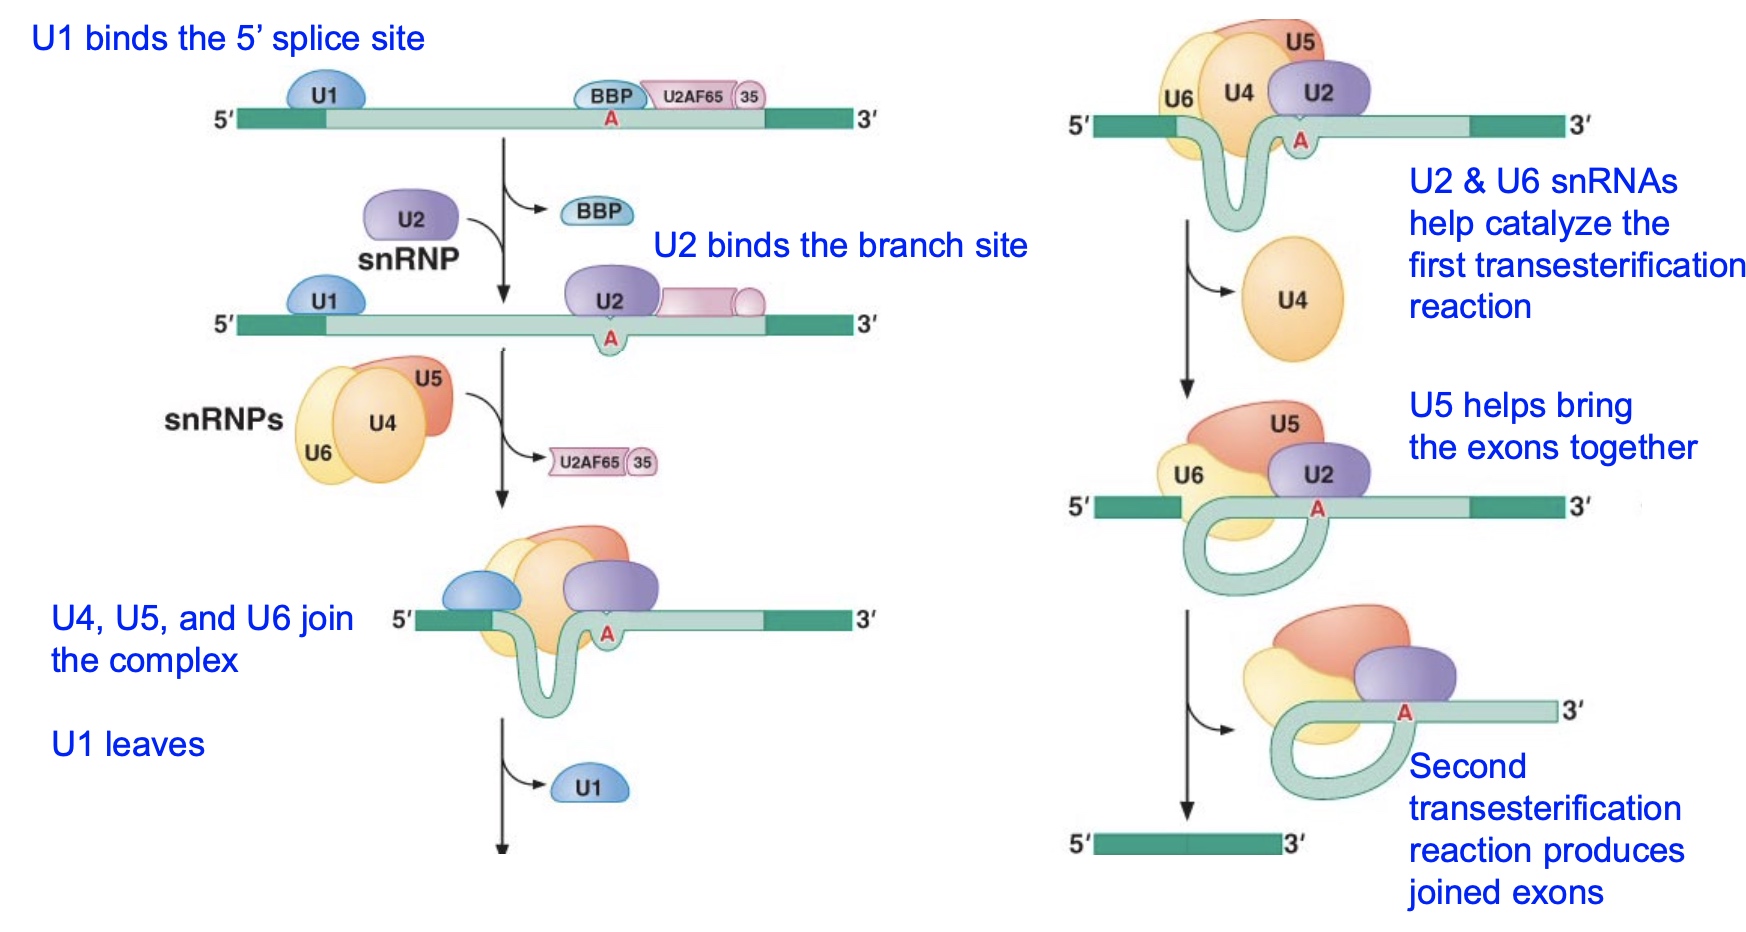 U1 binds the 5’ splice site
U1
BBP
U2AF65
35
5′
A
3′
U2
snRNP
BBP
U2 binds the branch site
U1
U2
5′
A
3′
snRNPs
U6
U4
U5
U2AF65
35
U4, U5, and U6 join
the complex
5′
A
3′
U1 leaves
U1
U5
U6
U4
U2
5′
A
3′
U2 & U6 snRNAs
help catalyze the
first transesterification
reaction
U4
U5 helps bring
the exons together
U5
U6
U2
5′
A
3′
A
3′
Second
transesterification
reaction produces
joined exons
5′
3′